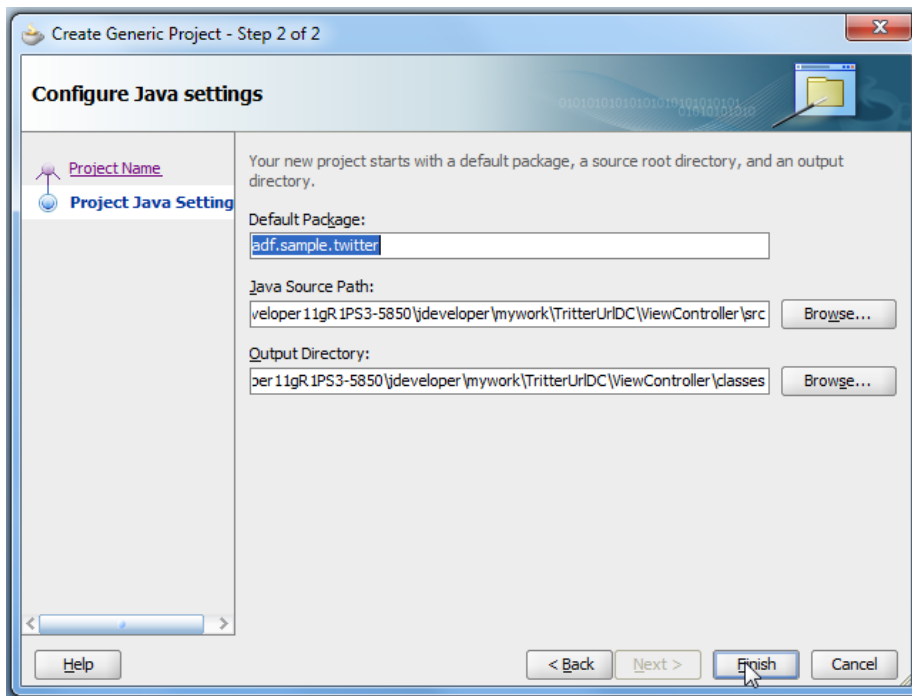 Create Generic Project - Step 2 of 2
Configure Java settings
0101010101010101010101010101
01010101010
Project Name
Project Java Setting
Your new project starts with a default package, a source root directory, and an output
directory.
Default Package:
adf.sample.twitter
Java Source Path:
veloper11gR1PS3-5850\jdeveloper\mywork\TritterUrlDC\ViewController\src
Browse...
Output Directory:
per11gR1PS3-5850\jdeveloper\mywork\TritterUrlDC\ViewController\classes
Browse...
Help
< Back
Next >
Finish
Cancel